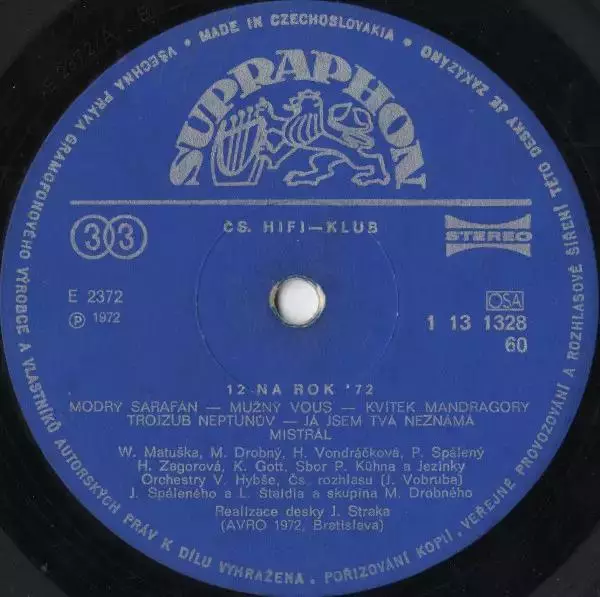 VŠECHNA PRÁVA GRAMOFONOVÉHO VÝROBCE A VLASTNÍKŮ AUTORSKÝCH PRÁV K DÍLU VYHRAŽENA. POŘIZOVÁNÍ KOPIÍ, VEŘEJNÉ PROVOZOVÁNÍ A ROZHLASOVÉ ŠÍŘENÍ TÉTO DESKY JE ZAKÁZÁNO
• MADE IN CZECHOSLOVAKIA •
SUPRAPHON
33
ČS. HIFI—KLUB
STEREO
E 2372
OSA
Ⓟ 1972
1 13 1328
60
12 NA ROK '72
MODRÝ SARAFÁN — MUŽNÝ VOUS — KVÍTEK MANDRAGORY
TROJZUB NEPTUNŮV — JÁ JSEM TVÁ NEZNÁMÁ
MISTRÁL
W. Matuška, M. Drobný, H. Vondráčková, P. Spálený
H. Zagorová, K. Gott, Sbor P. Kühna a Jezinky
Orchestry V. Hybše, Čs. rozhlasu (J. Vobruba)
J. Spáleného a L. Štaidla a skupina M. Drobného
Realizace desky J. Straka
(AVRO 1972, Bratislava)